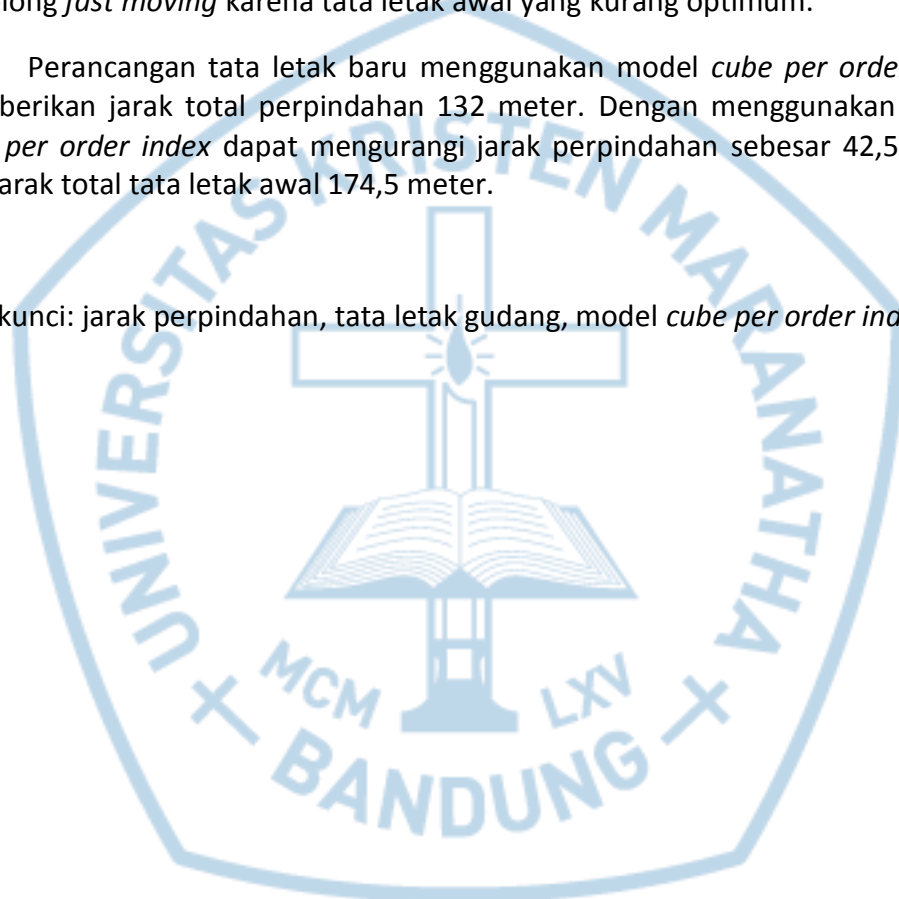 long fast moving karena tata letak awal yang kurang optimum.
Perancangan tata letak baru menggunakan model cube per orde
berikan jarak total perpindahan 132 meter. Dengan menggunakan
per order index dapat mengurangi jarak perpindahan sebesar 42,5
arak total tata letak awal 174,5 meter.
kunci: jarak perpindahan, tata letak gudang, model cube per order ind
UNIVERSITAS KRISTEN MARANATHA
MCM LXV
BANDUNG